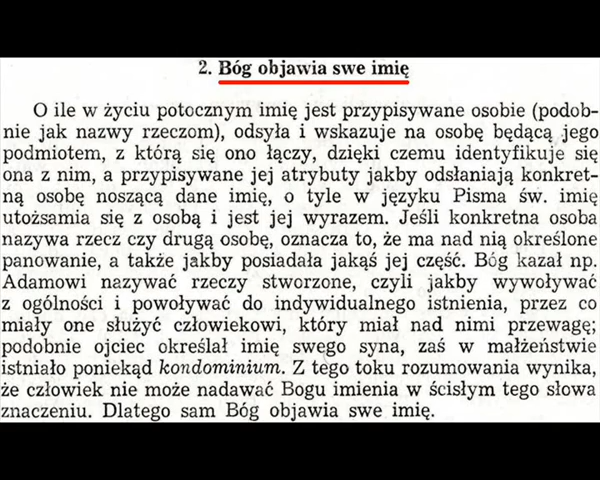 2. Bóg objawia swe imię
O ile w życiu potocznym imię jest przypisywane osobie (podob-
nie jak nazwy rzeczom), odsyła i wskazuje na osobę będącą jego
podmiotem, z którą się ono łączy, dzięki czemu identyfikuje się
ona z nim, a przypisywane jej atrybuty jakby odsłaniają konkret-
ną osobę noszącą dane imię, o tyle w języku Pisma św. imię
utożsamia się z osobą i jest jej wyrazem. Jeśli konkretna osoba
nazywa rzecz czy drugą osobę, oznacza to, że ma nad nią określone
panowanie, a także jakby posiadała jakąś jej część. Bóg kazał np.
Adamowi nazywać rzeczy stworzone, czyli jakby wywoływać
z ogólności i powoływać do indywidualnego istnienia, przez co
miały one służyć człowiekowi, który miał nad nimi przewagę;
podobnie ojciec określał imię swego syna, zaś w małżeństwie
istniało poniekąd kondominium. Z tego toku rozumowania wynika,
że człowiek nie może nadawać Bogu imienia w ścisłym tego słowa
znaczeniu. Dlatego sam Bóg objawia swe imię.